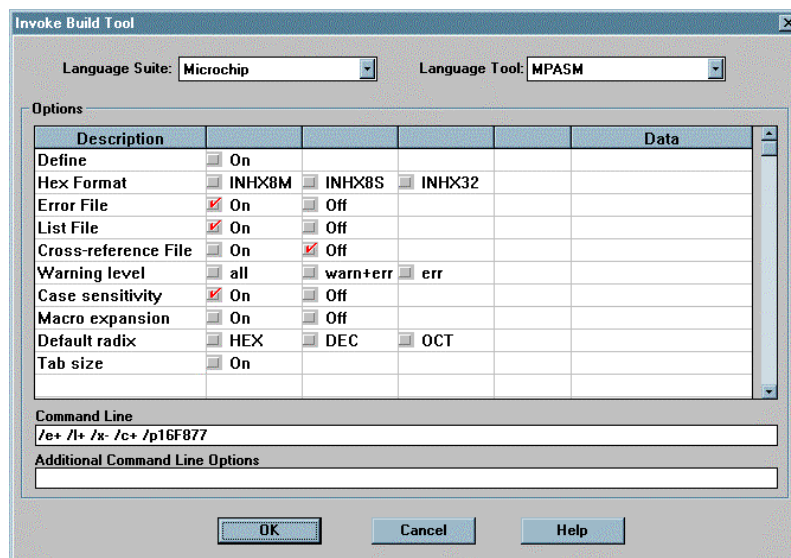 Invoke Build Tool
Language Suite: Microchip Language Tool: MPASM
Options
Description Data
Define On
Hex Format INHX8M INHX8S INHX32
Error File On Off
List File On Off
Cross-reference File On Off
Warning level all warn+err err
Case sensitivity On Off
Macro expansion On Off
Default radix HEX DEC OCT
Tab size On
Command Line
/e+ /l+ /x- /c+ /p16F877
Additional Command Line Options
OK Cancel Help